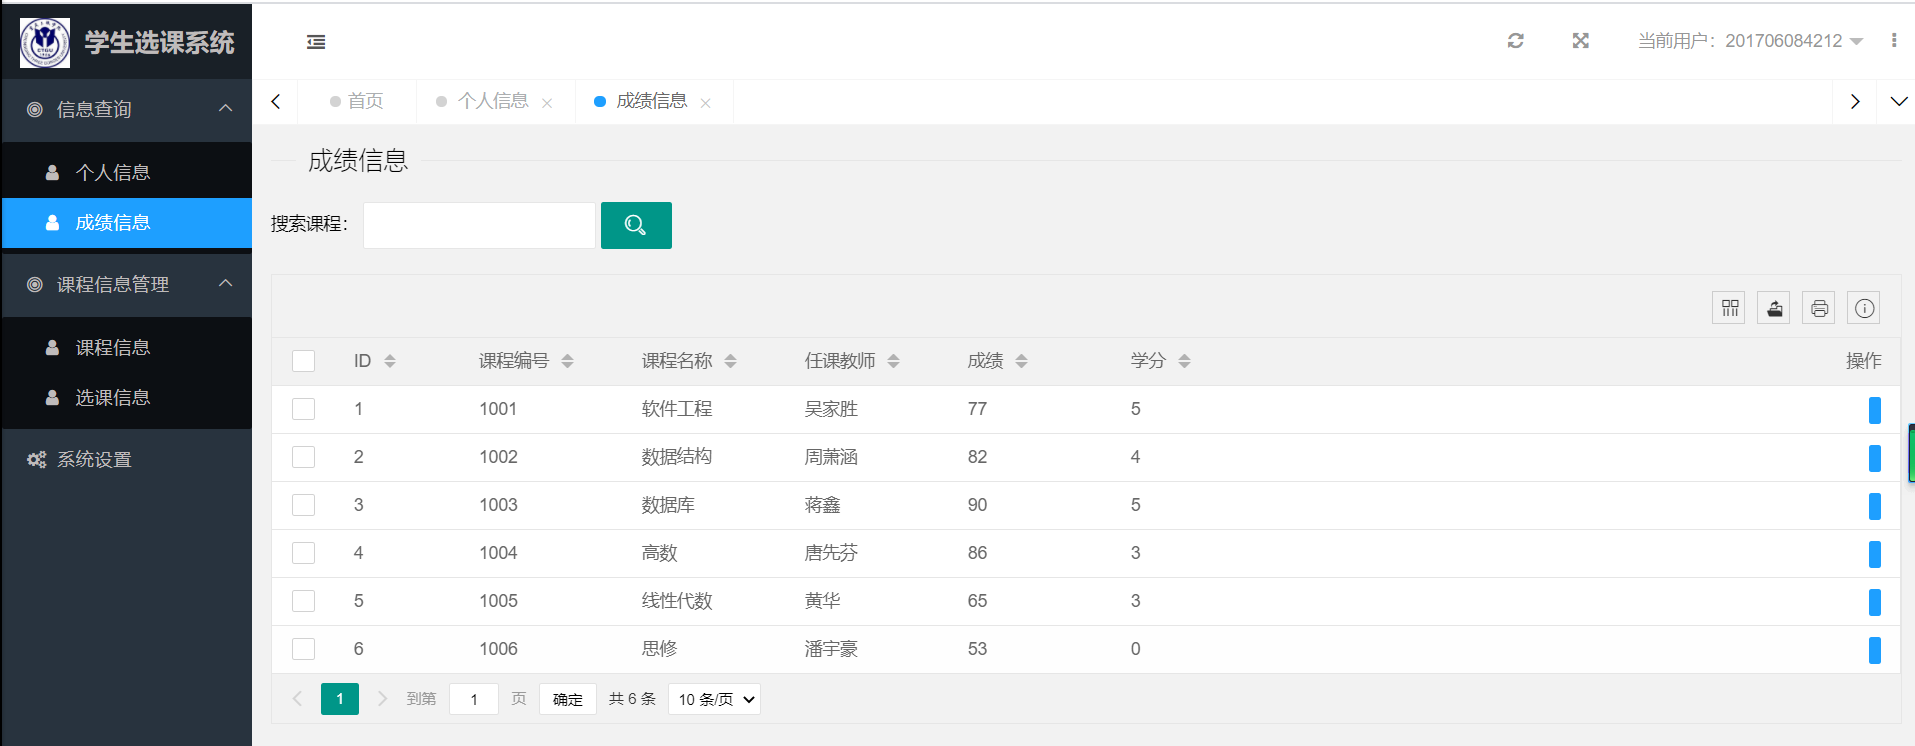 学生选课系统
当前用户：201706084212
信息查询
个人信息
成绩信息
课程信息管理
课程信息
选课信息
系统设置
首页 个人信息 成绩信息
成绩信息
搜索课程：
ID 课程编号 课程名称 任课教师 成绩 学分 操作
1 1001 软件工程 吴家胜 77 5
2 1002 数据结构 周萧涵 82 4
3 1003 数据库 蒋鑫 90 5
4 1004 高数 唐先芬 86 3
5 1005 线性代数 黄华 65 3
6 1006 思修 潘宇豪 53 0
1 到第 1 页 确定 共 6 条 10 条/页